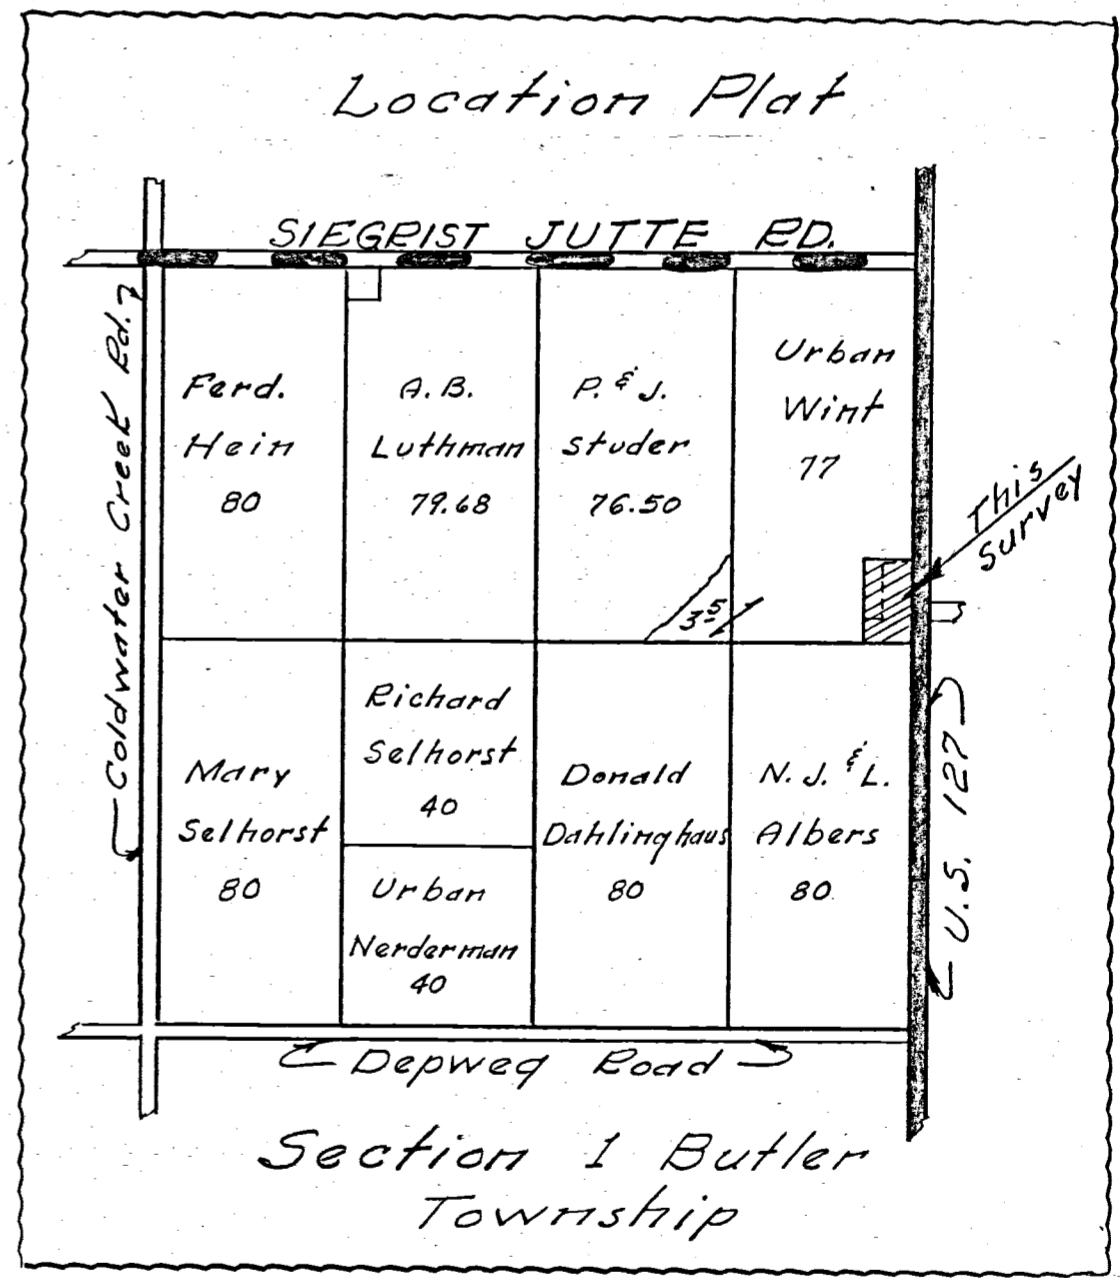 Location Plat
SIEGRIST JUTTE RD.
Coldwater Creek Rd.
Ferd.
Hein
80
A.B.
Luthman
79.68
P. & J.
Studer
76.50
3.5
Urban
Wint
77
This
Survey
Mary
Selhorst
80
Richard
Selhorst
40
Urban
Nerderman
40
Donald
Dahlinghaus
80
N. J. & L.
Albers
80
U.S. 127
Depweg Road
Section 1 Butler
Township